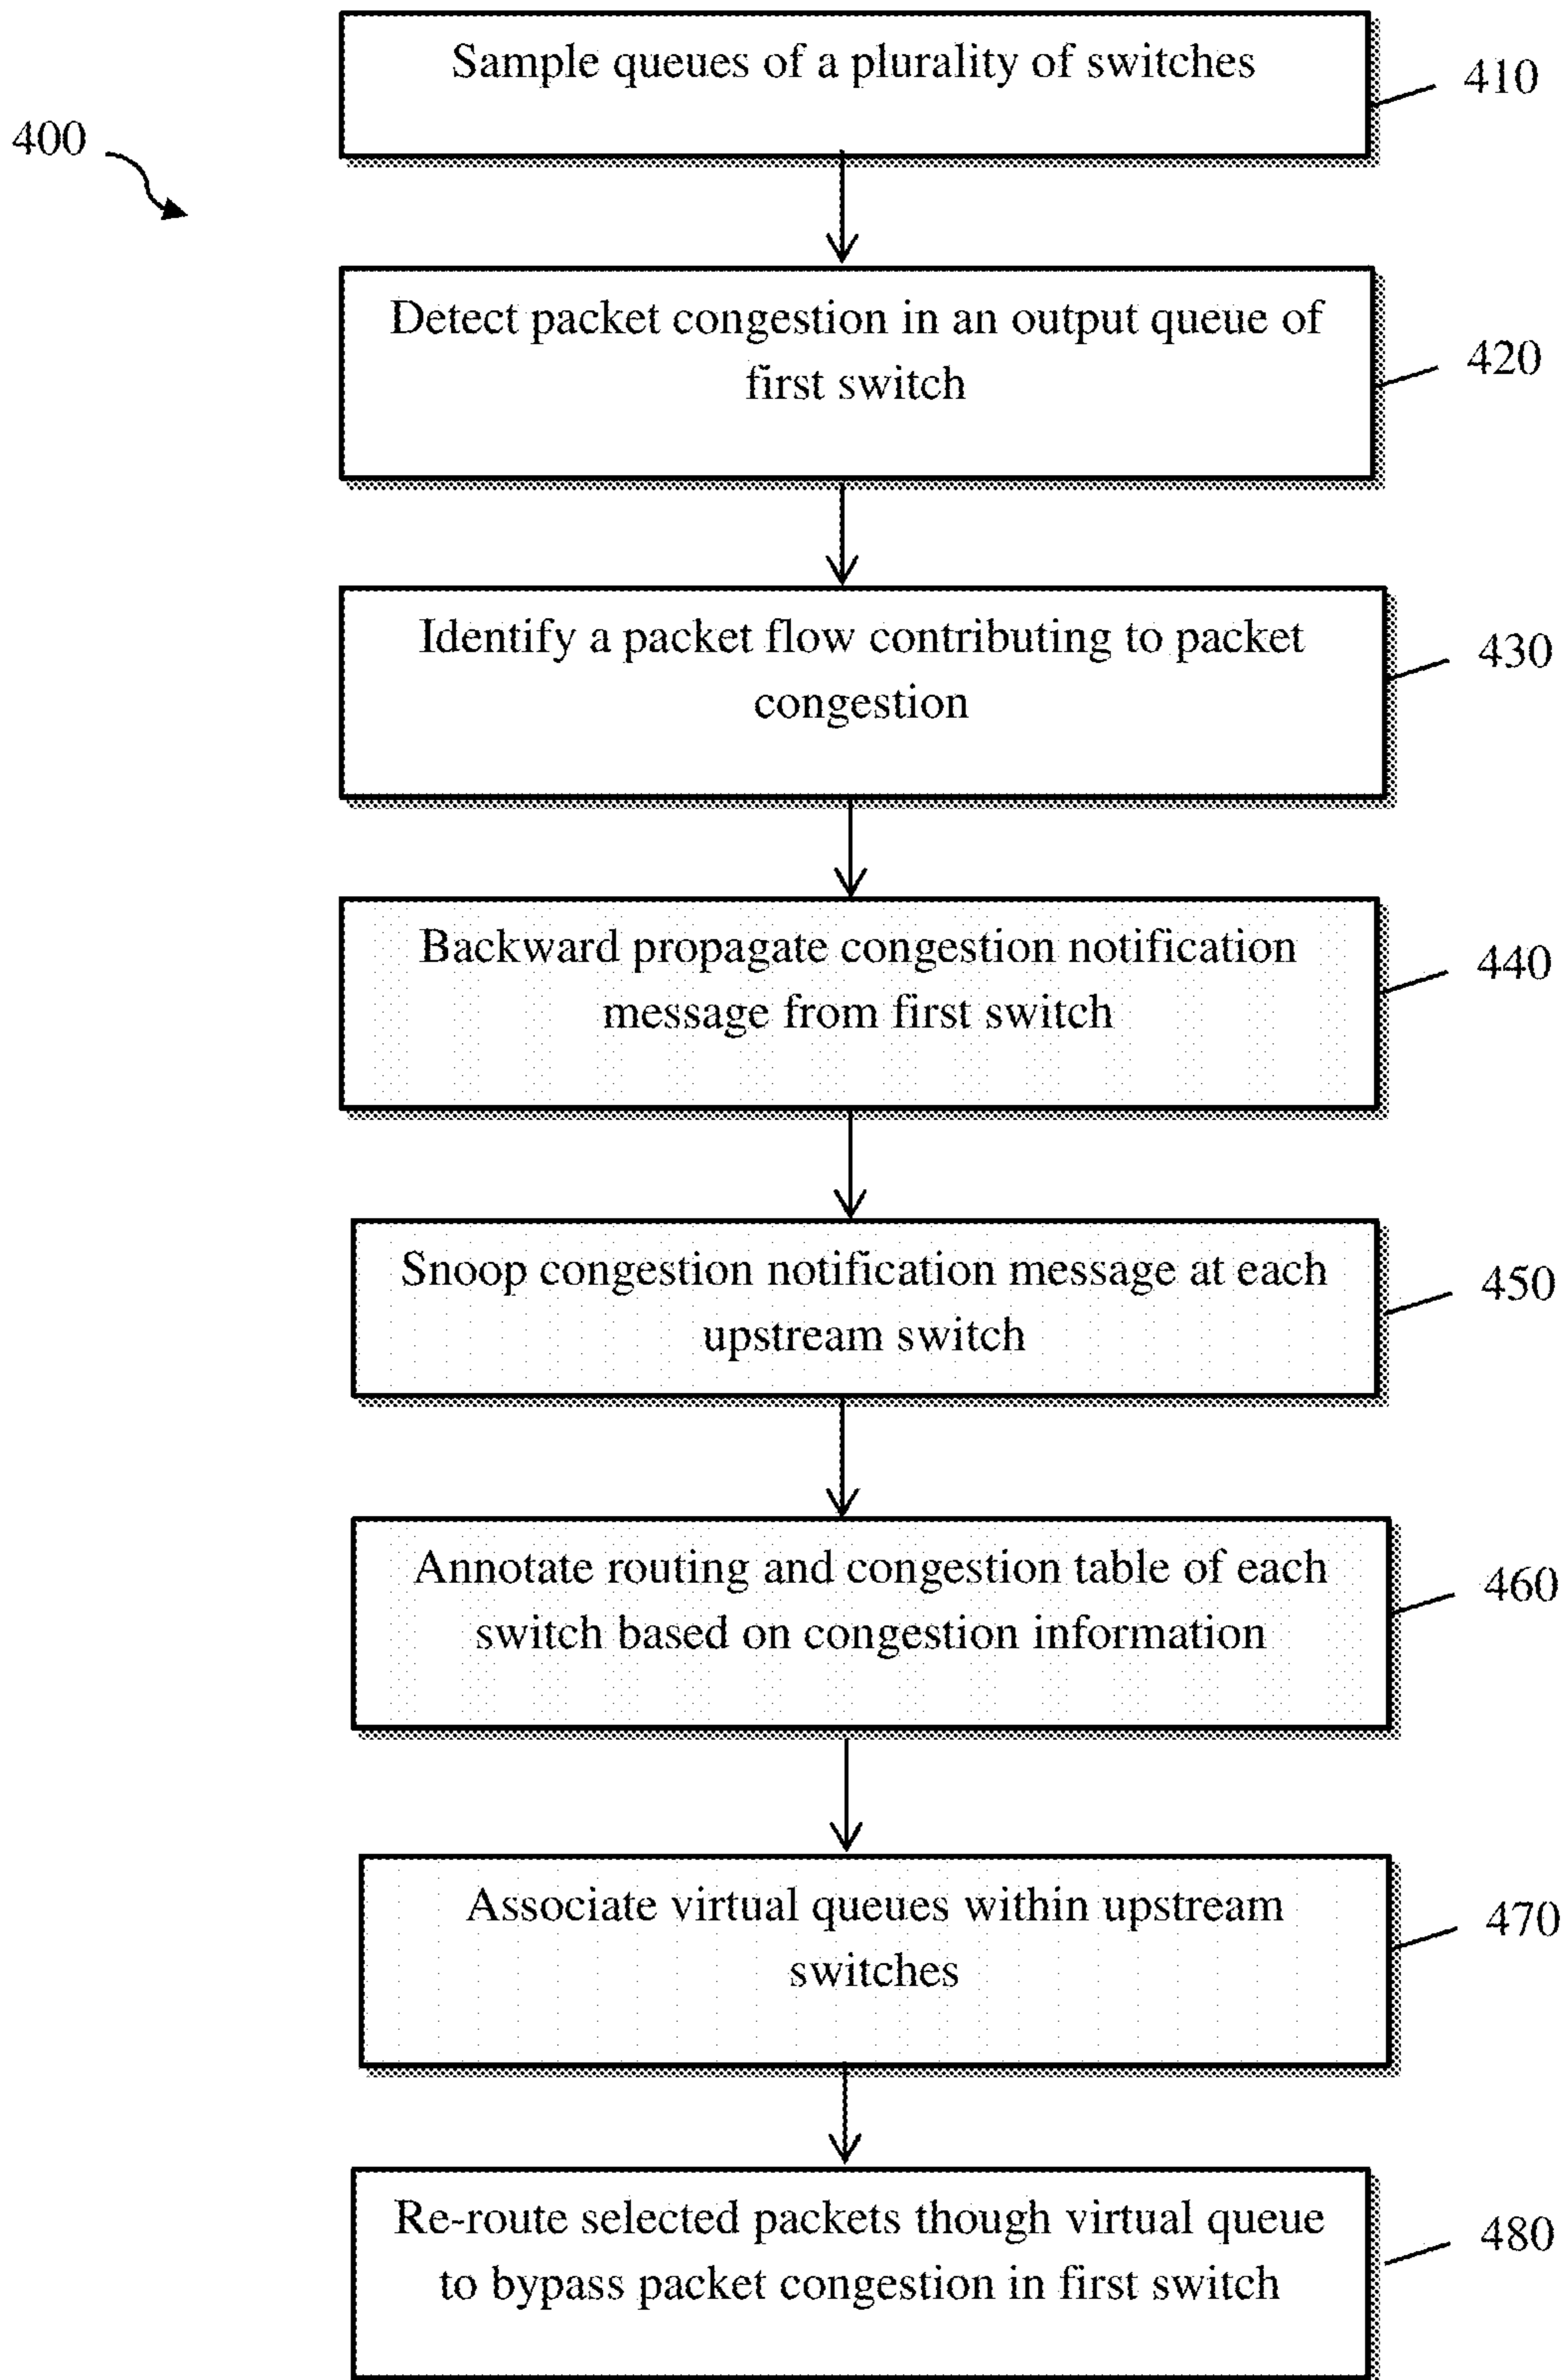 Sample queues of a plurality of switches
410
400
Detect packet congestion in an output queue of
first switch
420
Identify a packet flow contributing to packet
congestion
430
Backward propagate congestion notification
message from first switch
440
Snoop congestion notification message at each
upstream switch
450
Annotate routing and congestion table of each
switch based on congestion information
460
Associate virtual queues within upstream
switches
470
Re-route selected packets though virtual queue
to bypass packet congestion in first switch
480